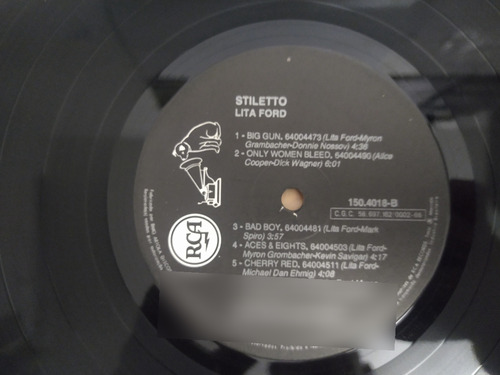 STILETTO
LITA FORD
1 - BIG GUN, 64004473 (Lita Ford-Myron
Grambacher-Donnie Nossov) 4:38
2 - ONLY WOMEN BLEED, 64004490 (Alice
Cooper-Dick Wagner) 6:01
150.4018-B
C.G.C.
3 - BAD BOY, 64004481 (Lita Ford-Mark
Spiro) 3:57
4 - ACES & EIGHTS, 64004503 (Lita Ford-
Myron Grombacher-Kevin Savigar) 4:17
5 - CHERRY RED, 64004511 (Lita Ford-
Michael Dan Ehmig) 4:08
RCA